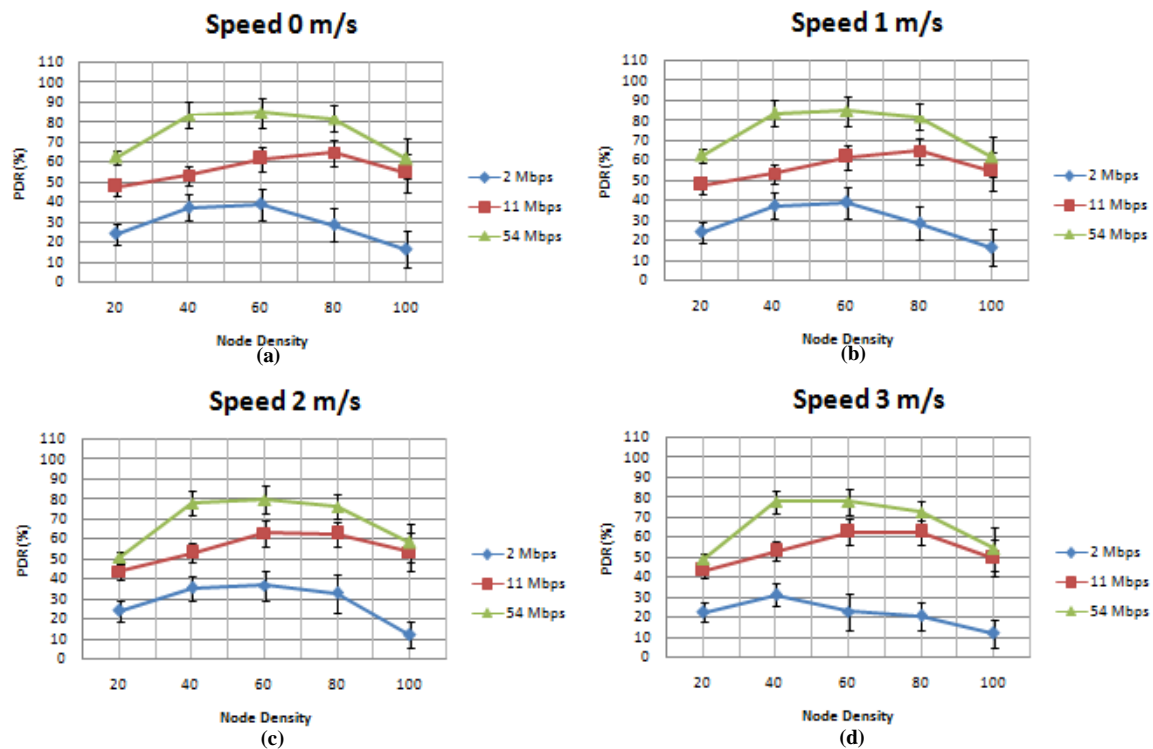 Speed 0 m/s
110
100
90
80
70
60
50
40
30
20
10
0
PDR(%)
20 40 60 80 100
Node Density
2 Mbps
11 Mbps
54 Mbps
(a)
Speed 1 m/s
110
100
90
80
70
60
50
40
30
20
10
0
PDR(%)
20 40 60 80 100
Node Density
2 Mbps
11 Mbps
54 Mbps
(b)
Speed 2 m/s
110
100
90
80
70
60
50
40
30
20
10
0
PDR(%)
20 40 60 80 100
Node Density
2 Mbps
11 Mbps
54 Mbps
(c)
Speed 3 m/s
110
100
90
80
70
60
50
40
30
20
10
0
PDR(%)
20 40 60 80 100
Node Density
2 Mbps
11 Mbps
54 Mbps
(d)